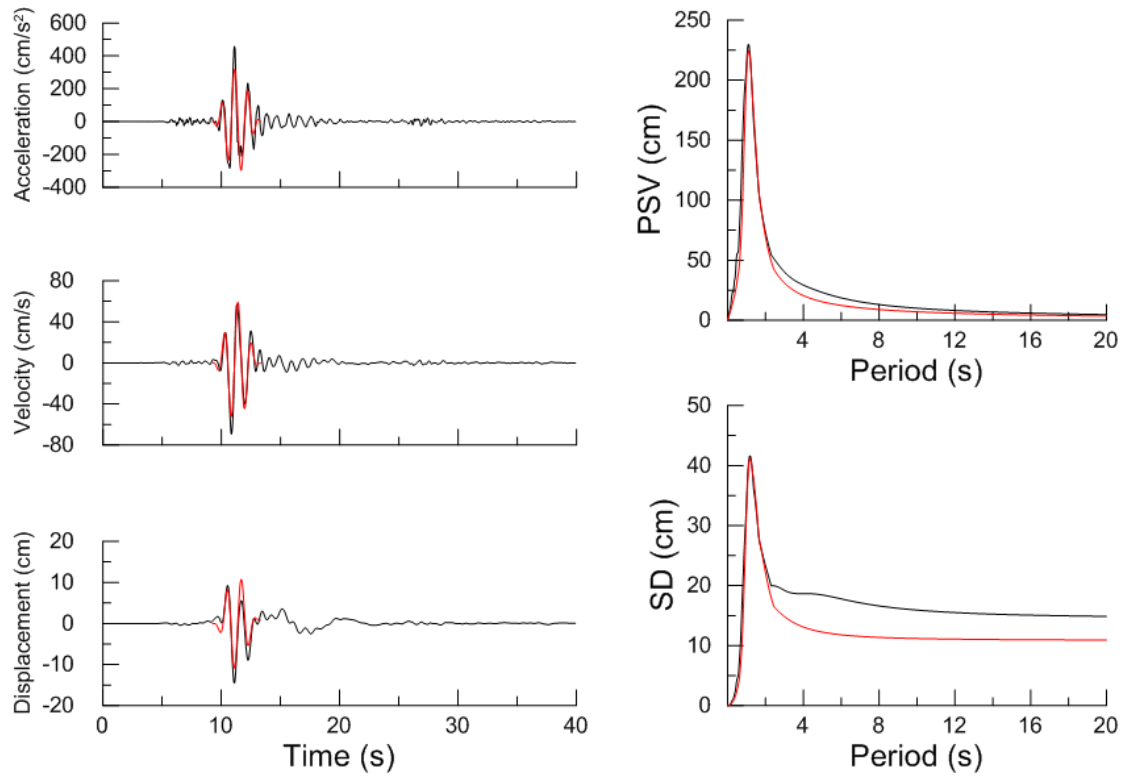 Acceleration (cm/s²)
600
400
200
0
-200
-400
Velocity (cm/s)
80
40
0
-40
-80
Displacement (cm)
20
10
0
-10
-20
0 10 20 30 40
Time (s)
PSV (cm)
250
200
150
100
50
0
4 8 12 16 20
Period (s)
SD (cm)
50
40
30
20
10
0
4 8 12 16 20
Period (s)